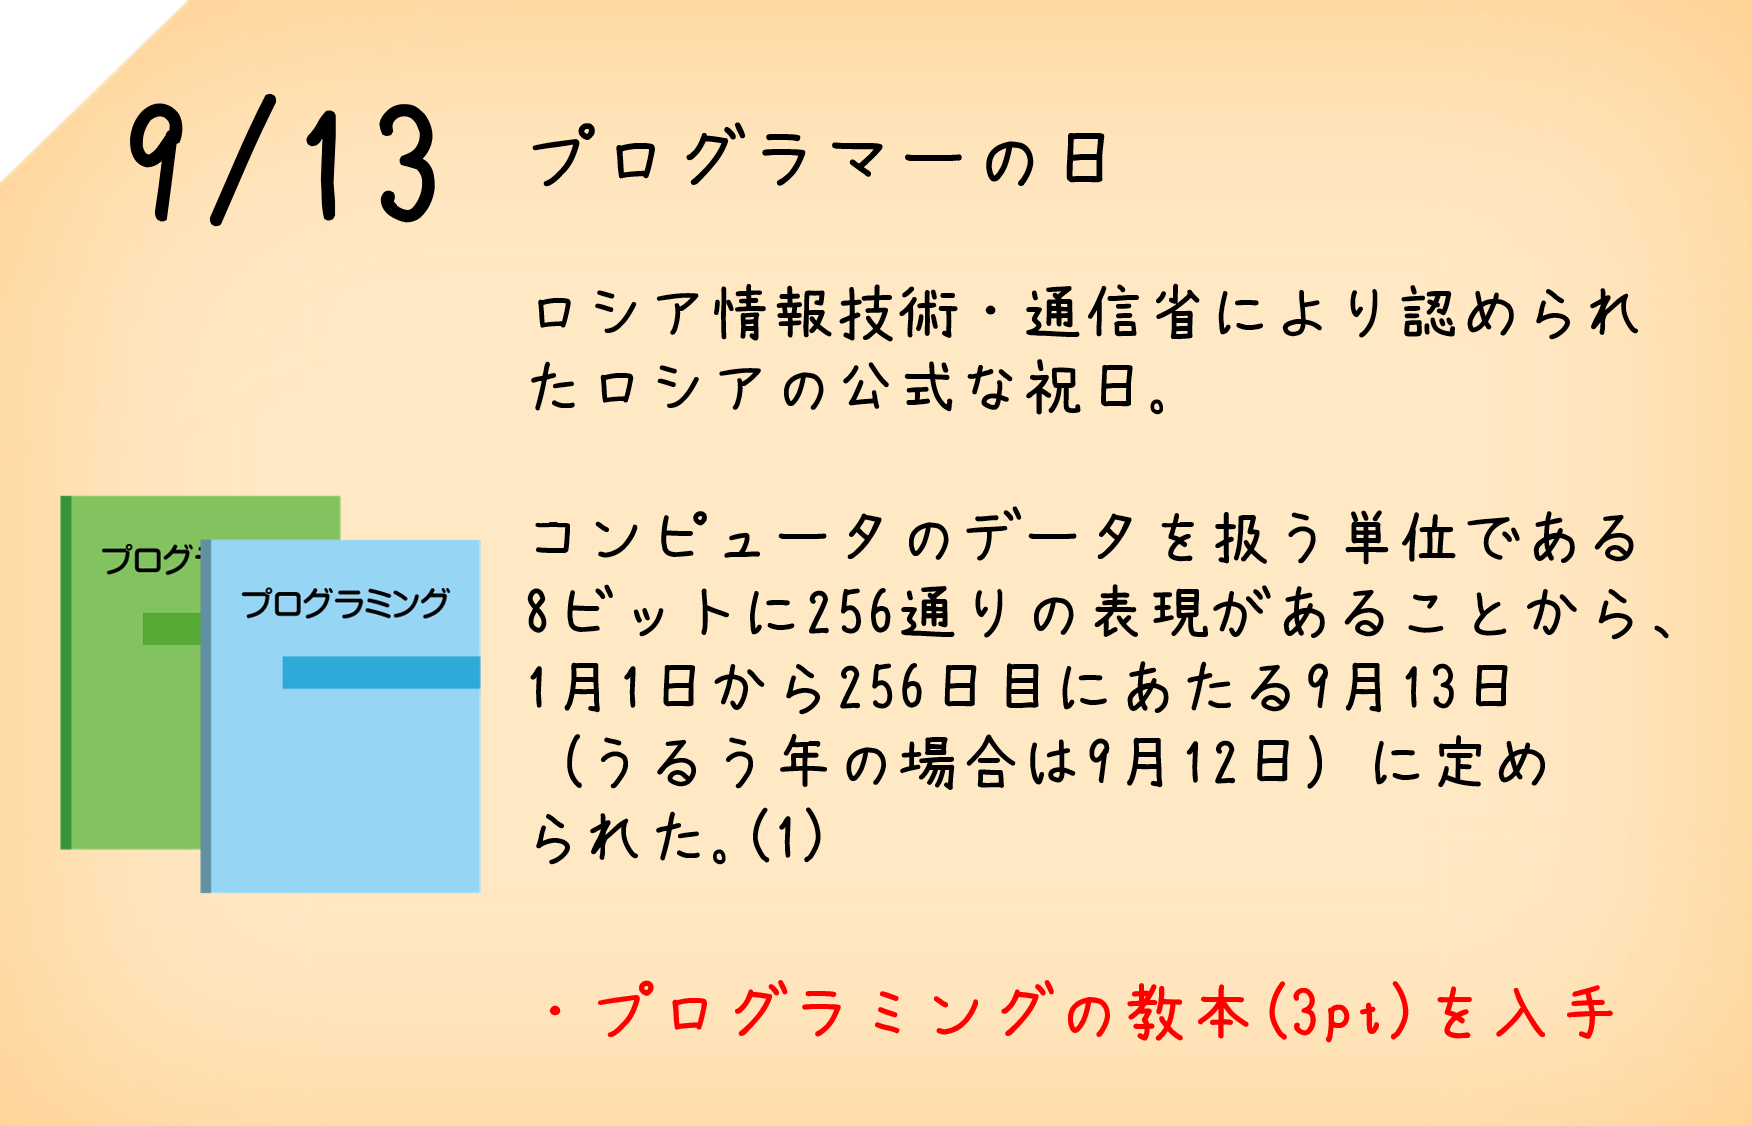 9/13 プログラマーの日
ロシア情報技術・通信省により認められ
たロシアの公式な祝日。
コンピュータのデータを扱う単位である
8ビットに256通りの表現があることから、
1月1日から256日目にあたる9月13日
（うるう年の場合は9月12日）に定め
られた。(1)
プログラ
プログラミング
・プログラミングの教本(3pt)を入手